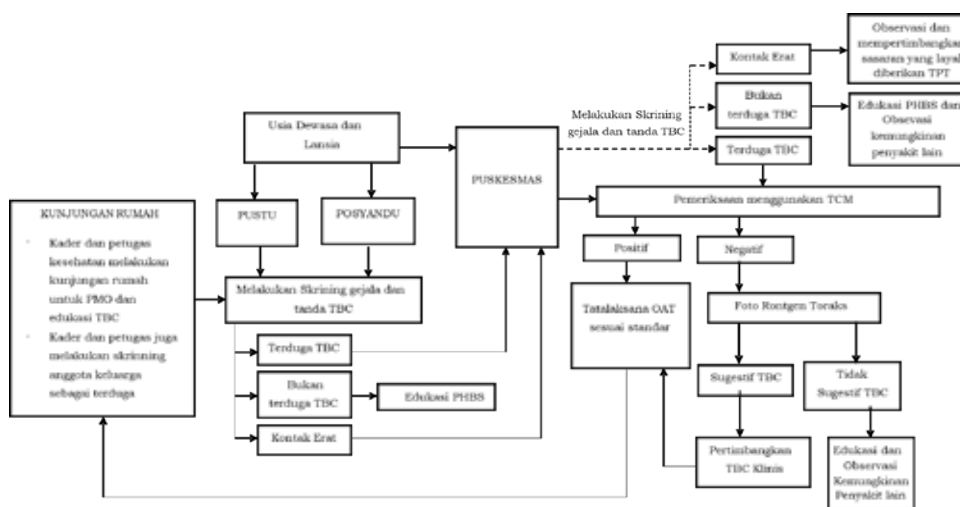 Observasi dan
mempertimbangkan
sasaran yang layak
diberikan TPT
Kontak Erat
Bukan
terduga TBC
Edukasi PHBS dan
Obsevasi
kemungkinan
penyakit lain
Melakukan Skrining
gejala dan tanda TBC
Terduga TBC
Usia Dewasa dan
Lansia
PUSKESMAS
Pemeriksaan menggunakan TCM
PUSTU
POSYANDU
KUNJUNGAN RUMAH
- Kader dan petugas
kesehatan melakukan
kunjungan rumah
untuk PMO dan
edukasi TBC
- Kader dan petugas juga
melakukan skrinning
anggota keluarga
sebagai terduga
Positif
Negatif
Melakukan Skrining gejala dan
tanda TBC
Tatalaksana OAT
sesuai standar
Foto Rontgen Toraks
Terduga TBC
Bukan
terduga TBC
Edukasi PHBS
Kontak Erat
Sugestif TBC
Tidak
Sugestif TBC
Pertimbangkan
TBC Klinis
Edukasi dan
Observasi
Kemungkinan
Penyakit lain